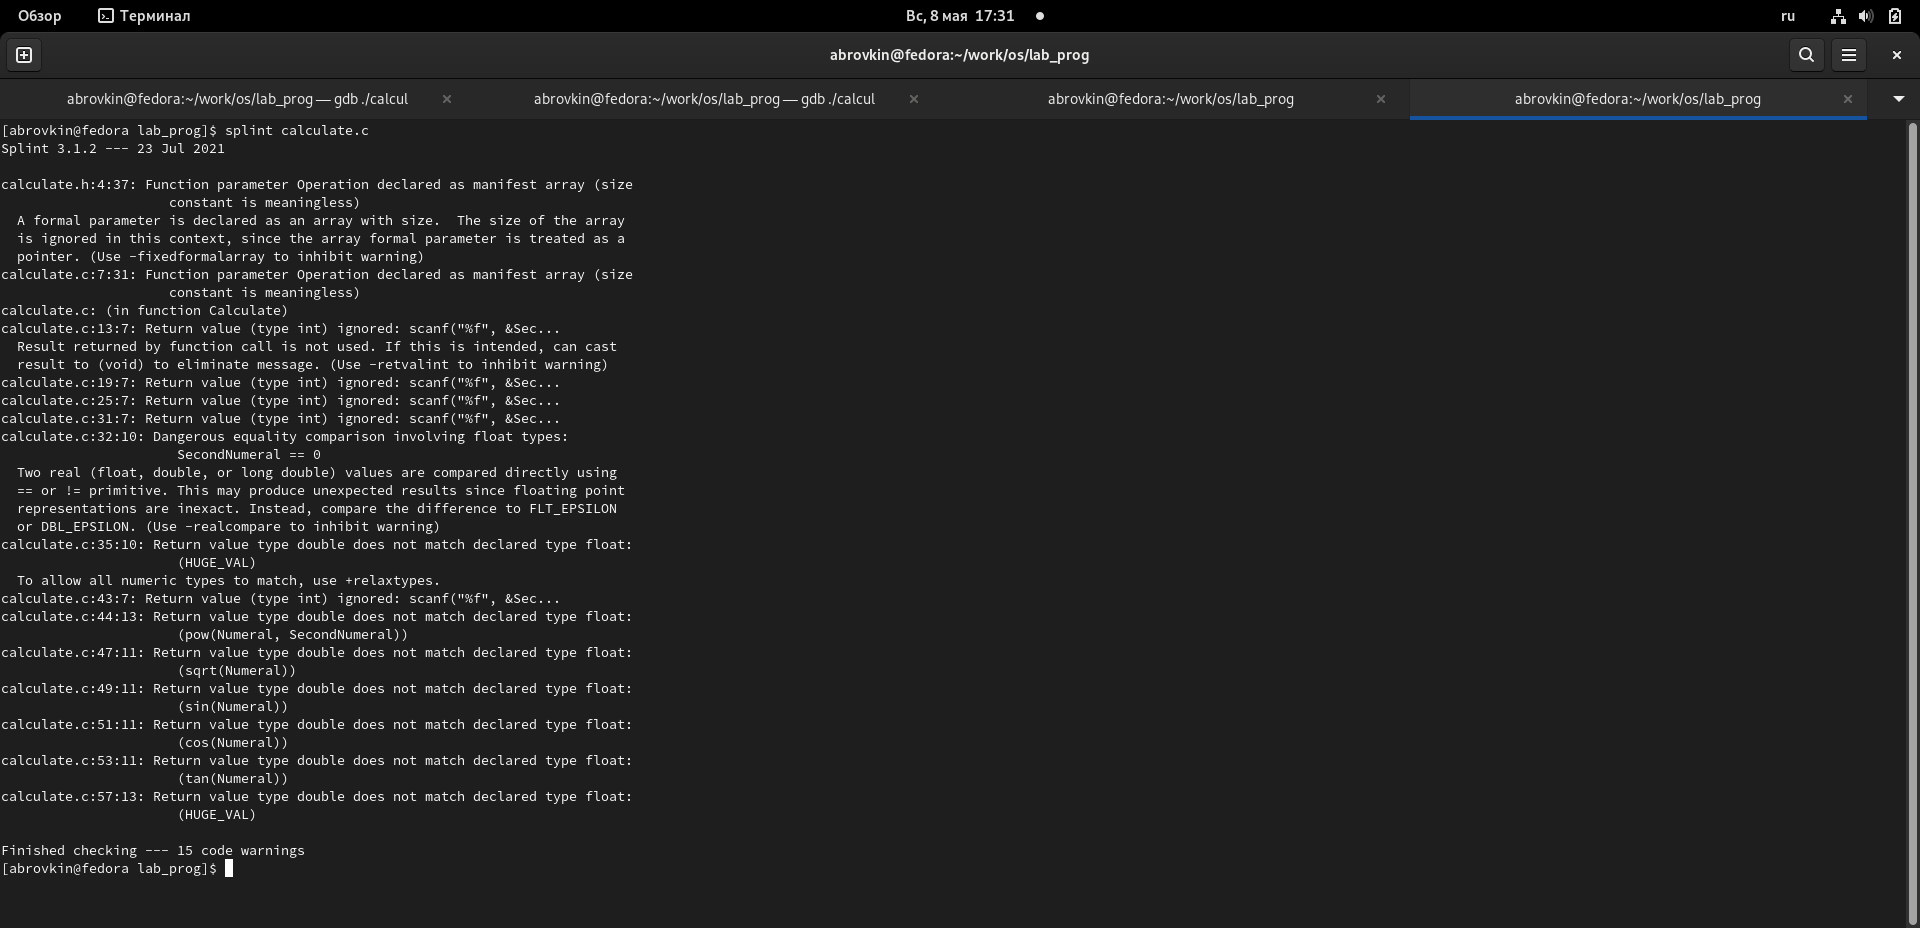 Обзор
Терминал
Вс, 8 мая 17:31
ru
abrovkin@fedora:~/work/os/lab_prog
abrovkin@fedora:~/work/os/lab_prog — gdb ./calcul
abrovkin@fedora:~/work/os/lab_prog — gdb ./calcul
abrovkin@fedora:~/work/os/lab_prog
abrovkin@fedora:~/work/os/lab_prog
[abrovkin@fedora lab_prog]$ splint calculate.c
Splint 3.1.2 --- 23 Jul 2021
calculate.h:4:37: Function parameter Operation declared as manifest array (size
constant is meaningless)
A formal parameter is declared as an array with size.  The size of the array
is ignored in this context, since the array formal parameter is treated as a
pointer. (Use -fixedformalarray to inhibit warning)
calculate.c:7:31: Function parameter Operation declared as manifest array (size
constant is meaningless)
calculate.c: (in function Calculate)
calculate.c:13:7: Return value (type int) ignored: scanf("%f", &Sec...
Result returned by function call is not used. If this is intended, can cast
result to (void) to eliminate message. (Use -retvalint to inhibit warning)
calculate.c:19:7: Return value (type int) ignored: scanf("%f", &Sec...
calculate.c:25:7: Return value (type int) ignored: scanf("%f", &Sec...
calculate.c:31:7: Return value (type int) ignored: scanf("%f", &Sec...
calculate.c:32:10: Dangerous equality comparison involving float types:
SecondNumeral == 0
Two real (float, double, or long double) values are compared directly using
== or != primitive. This may produce unexpected results since floating point
representations are inexact. Instead, compare the difference to FLT_EPSILON
or DBL_EPSILON. (Use -realcompare to inhibit warning)
calculate.c:35:10: Return value type double does not match declared type float:
(HUGE_VAL)
To allow all numeric types to match, use +relaxtypes.
calculate.c:43:7: Return value (type int) ignored: scanf("%f", &Sec...
calculate.c:44:13: Return value type double does not match declared type float:
(pow(Numeral, SecondNumeral))
calculate.c:47:11: Return value type double does not match declared type float:
(sqrt(Numeral))
calculate.c:49:11: Return value type double does not match declared type float:
(sin(Numeral))
calculate.c:51:11: Return value type double does not match declared type float:
(cos(Numeral))
calculate.c:53:11: Return value type double does not match declared type float:
(tan(Numeral))
calculate.c:57:13: Return value type double does not match declared type float:
(HUGE_VAL)
Finished checking --- 15 code warnings
[abrovkin@fedora lab_prog]$